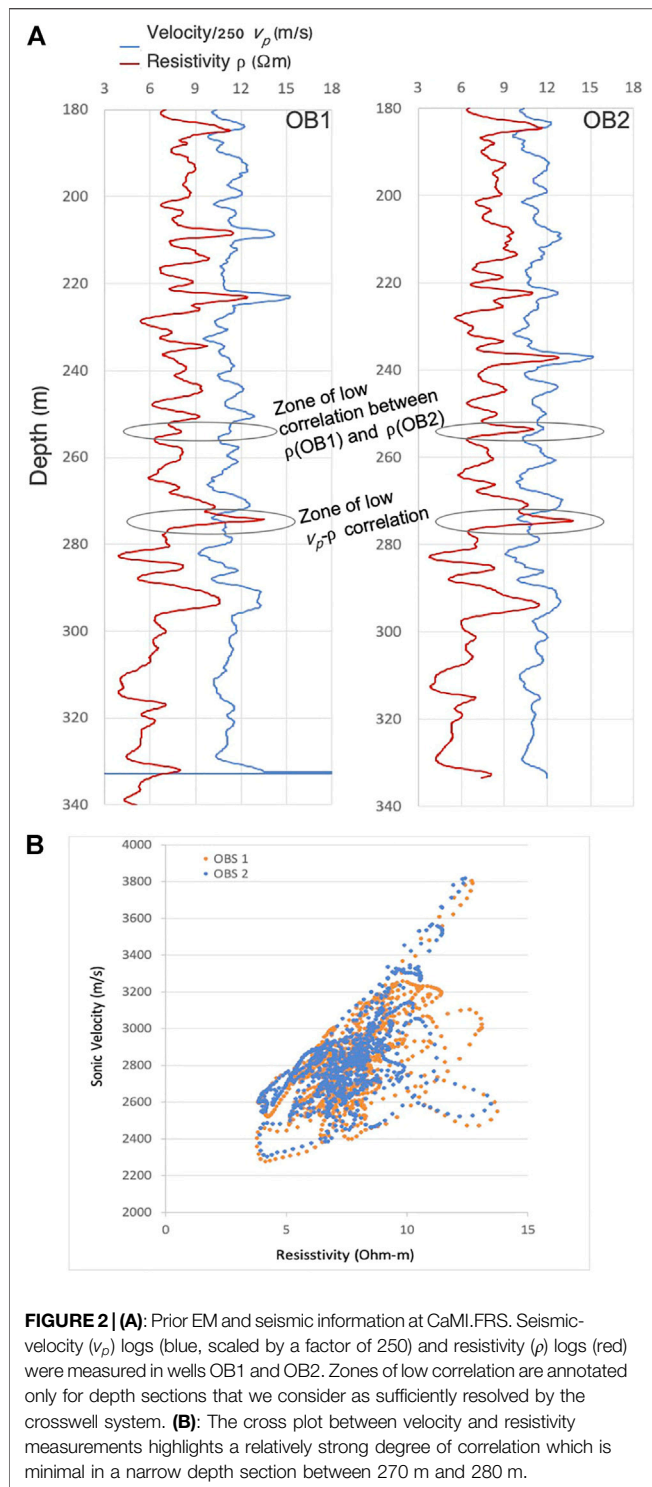 A
Velocity/250 vp (m/s)
Resistivity ρ (Ωm)
3 6 9 12 15 18
3 6 9 12 15 18
OB1
OB2
180
200
220
240
260
280
300
320
340
180
200
220
240
260
280
300
320
340
Depth (m)
Zone of low
correlation between
ρ(OB1) and ρ(OB2)
Zone of low
vp-ρ correlation
B
OBS 1
OBS 2
4000
3800
3600
3400
3200
3000
2800
2600
2400
2200
2000
Sonic Velocity (m/s)
0 5 10 15
Resisstivity (Ohm-m)
FIGURE 2 | (A): Prior EM and seismic information at CaMI.FRS. Seismic-
velocity (vp) logs (blue, scaled by a factor of 250) and resistivity (ρ) logs (red)
were measured in wells OB1 and OB2. Zones of low correlation are annotated
only for depth sections that we consider as sufficiently resolved by the
crosswell system. (B): The cross plot between velocity and resistivity
measurements highlights a relatively strong degree of correlation which is
minimal in a narrow depth section between 270 m and 280 m.